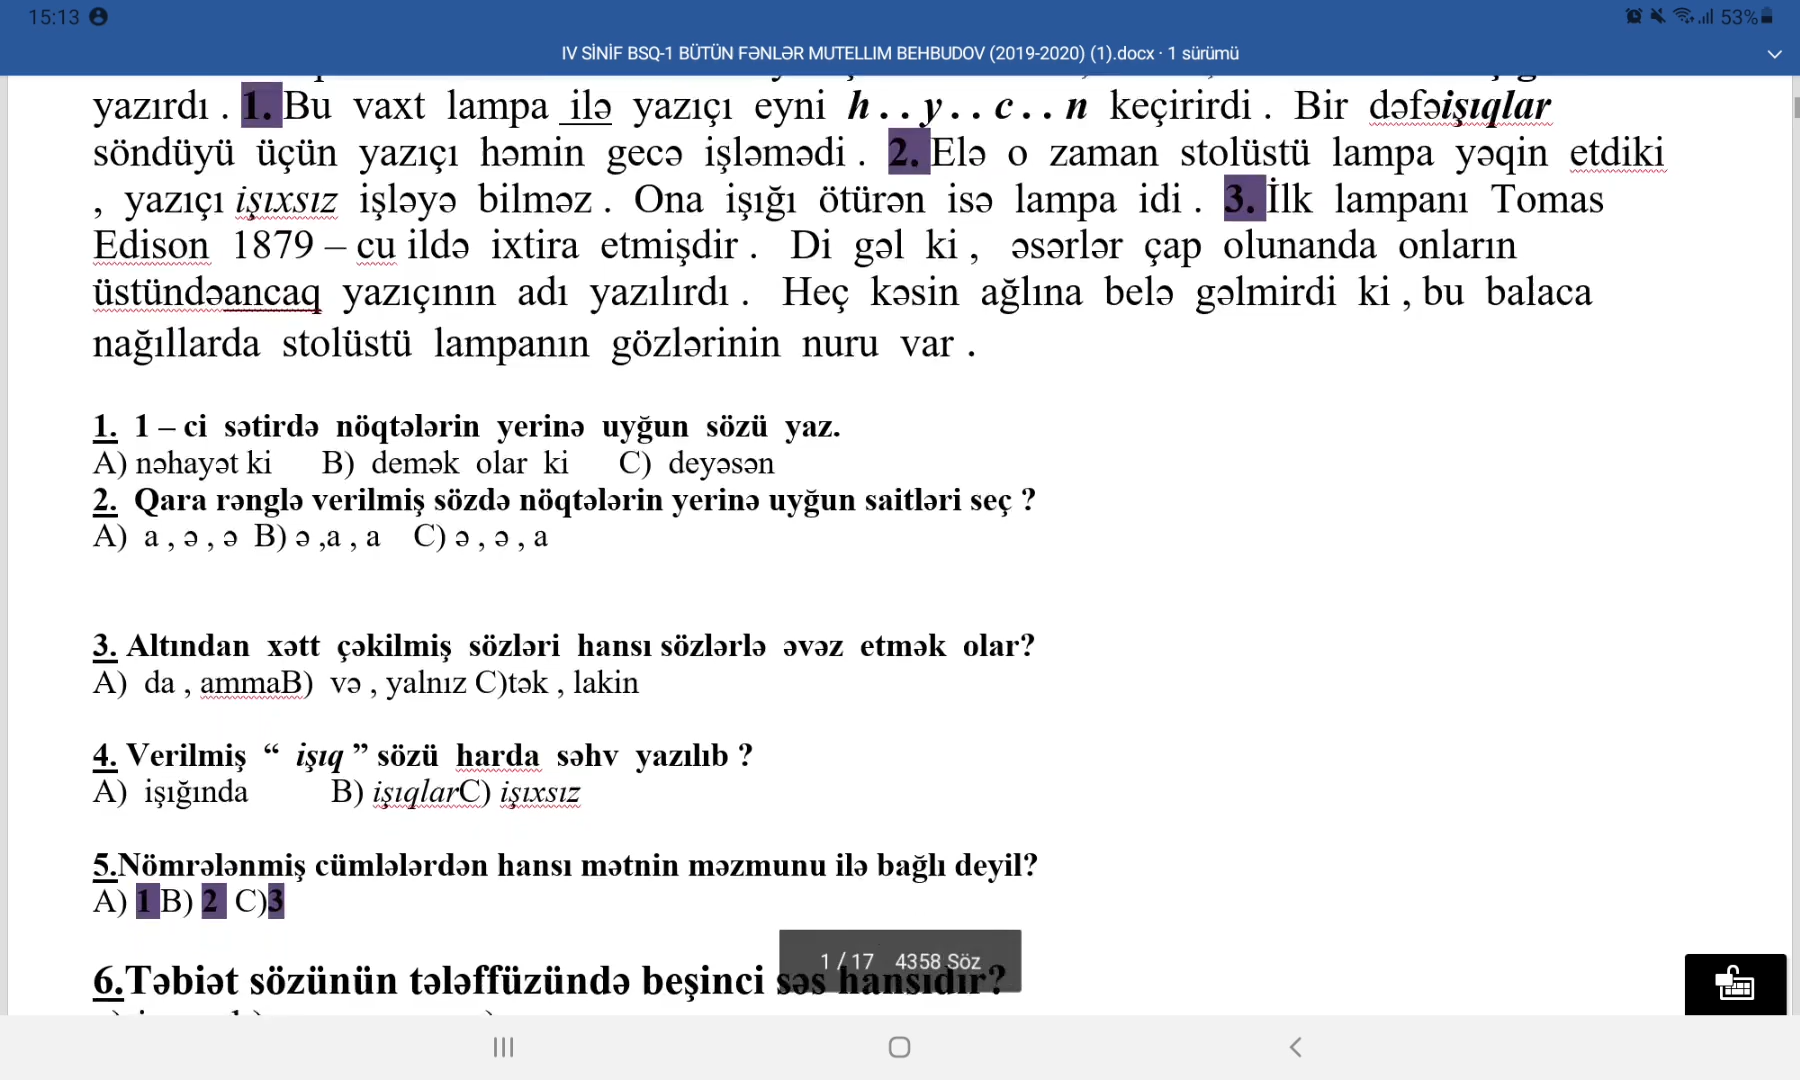 15:13
53%
IV SİNİF BSQ-1 BÜTÜN FƏNLƏR MUTELLIM BEHBUDOV (2019-2020) (1).docx · 1 sürümü
yazırdı . 1. Bu vaxt lampa ilə yazıçı eyni h . . y . . c . . n keçirirdi . Bir dəfəişıqlar
söndüyü üçün yazıçı həmin gecə işləmədi . 2. Elə o zaman stolüstü lampa yəqin etdiki
, yazıçı işıxsız işləyə bilməz . Ona işığı ötürən isə lampa idi . 3. İlk lampanı Tomas
Edison 1879 – cu ildə ixtira etmişdir . Di gəl ki , əsərlər çap olunanda onların
üstündəancaq yazıçının adı yazılırdı . Heç kəsin ağlına belə gəlmirdi ki , bu balaca
nağıllarda stolüstü lampanın gözlərinin nuru var .
1. 1 – ci sətirdə nöqtələrin yerinə uyğun sözü yaz.
A) nəhayət ki B) demək olar ki C) deyəsən
2. Qara rənglə verilmiş sözdə nöqtələrin yerinə uyğun saitləri seç ?
A) a , ə , ə B) ə ,a , a C) ə , ə , a
3. Altından xətt çəkilmiş sözləri hansı sözlərlə əvəz etmək olar?
A) da , ammaB) və , yalnız C)tək , lakin
4. Verilmiş “ işıq ” sözü harda səhv yazılıb ?
A) işığında B) işıqlarC) işıxsız
5.Nömrələnmiş cümlələrdən hansı mətnin məzmunu ilə bağlı deyil?
A) 1 B) 2 C)3
6.Təbiət sözünün tələffüzündə beşinci səs hansıdır?
1 / 17 4358 Söz